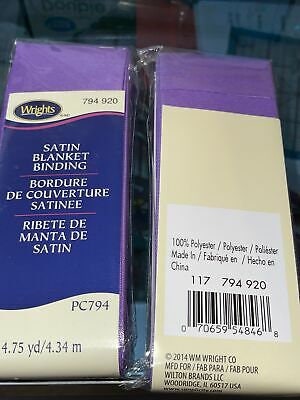 Wrights
794 920
SATIN
BLANKET
BINDING
BORDURE
DE COUVERTURE
SATINEE
RIBETE DE
MANTA DE
SATIN
PC794
4.75 yd/4.34 m
100% Polyester / Polyester / Poliéster
Made In / Fabriqué en / Hecho en
China
117 794 920
0 70659 54846 8
© 2014 WM WRIGHT CO
MFD FOR / FAB PARA / FAB POUR
WILTON BRANDS LLC
WOODRIDGE, IL 60517 USA